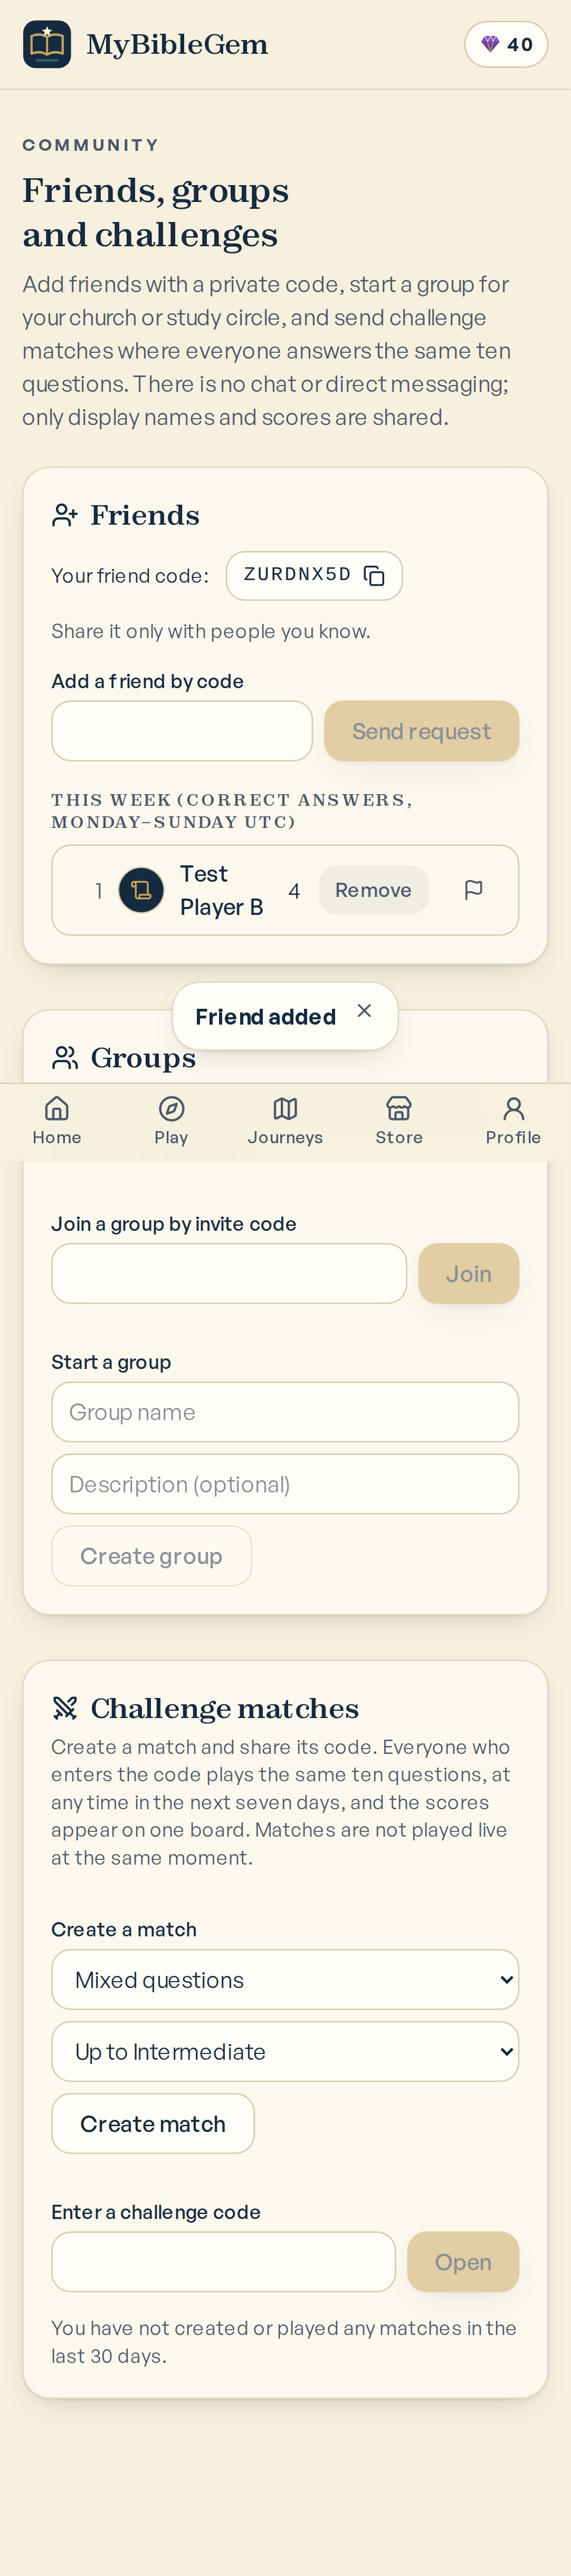 MyBibleGem
40
COMMUNITY
Friends, groups
and challenges
Add friends with a private code, start a group for
your church or study circle, and send challenge
matches where everyone answers the same ten
questions. There is no chat or direct messaging;
only display names and scores are shared.
Friends
Your friend code:
ZURDNX5D
Share it only with people you know.
Add a friend by code
Send request
THIS WEEK (CORRECT ANSWERS,
MONDAY–SUNDAY UTC)
1
Test
Player B
4
Remove
Friend added
Groups
Home
Play
Journeys
Store
Profile
Join a group by invite code
Join
Start a group
Group name
Description (optional)
Create group
Challenge matches
Create a match and share its code. Everyone who
enters the code plays the same ten questions, at
any time in the next seven days, and the scores
appear on one board. Matches are not played live
at the same moment.
Create a match
Mixed questions
Up to Intermediate
Create match
Enter a challenge code
Open
You have not created or played any matches in the
last 30 days.